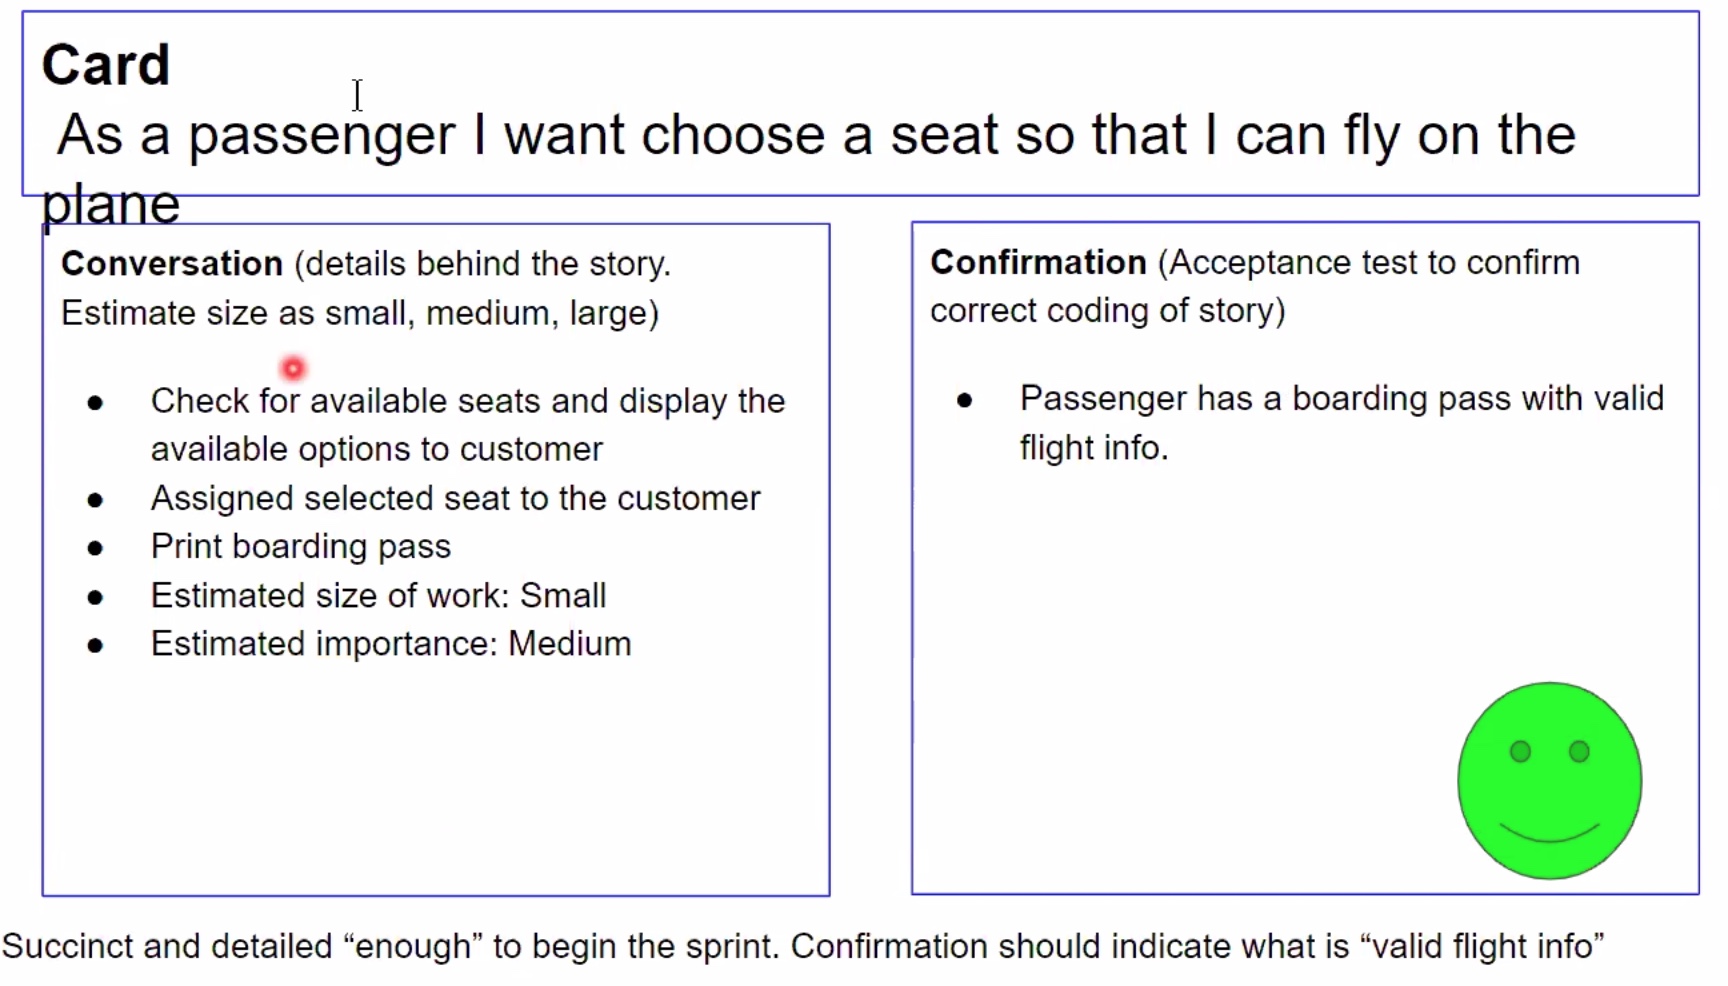 Card
As a passenger I want choose a seat so that I can fly on the
plane
Conversation (details behind the story.
Estimate size as small, medium, large)
● Check for available seats and display the
available options to customer
● Assigned selected seat to the customer
● Print boarding pass
● Estimated size of work: Small
● Estimated importance: Medium
Confirmation (Acceptance test to confirm
correct coding of story)
● Passenger has a boarding pass with valid
flight info.
Succinct and detailed “enough” to begin the sprint. Confirmation should indicate what is “valid flight info”